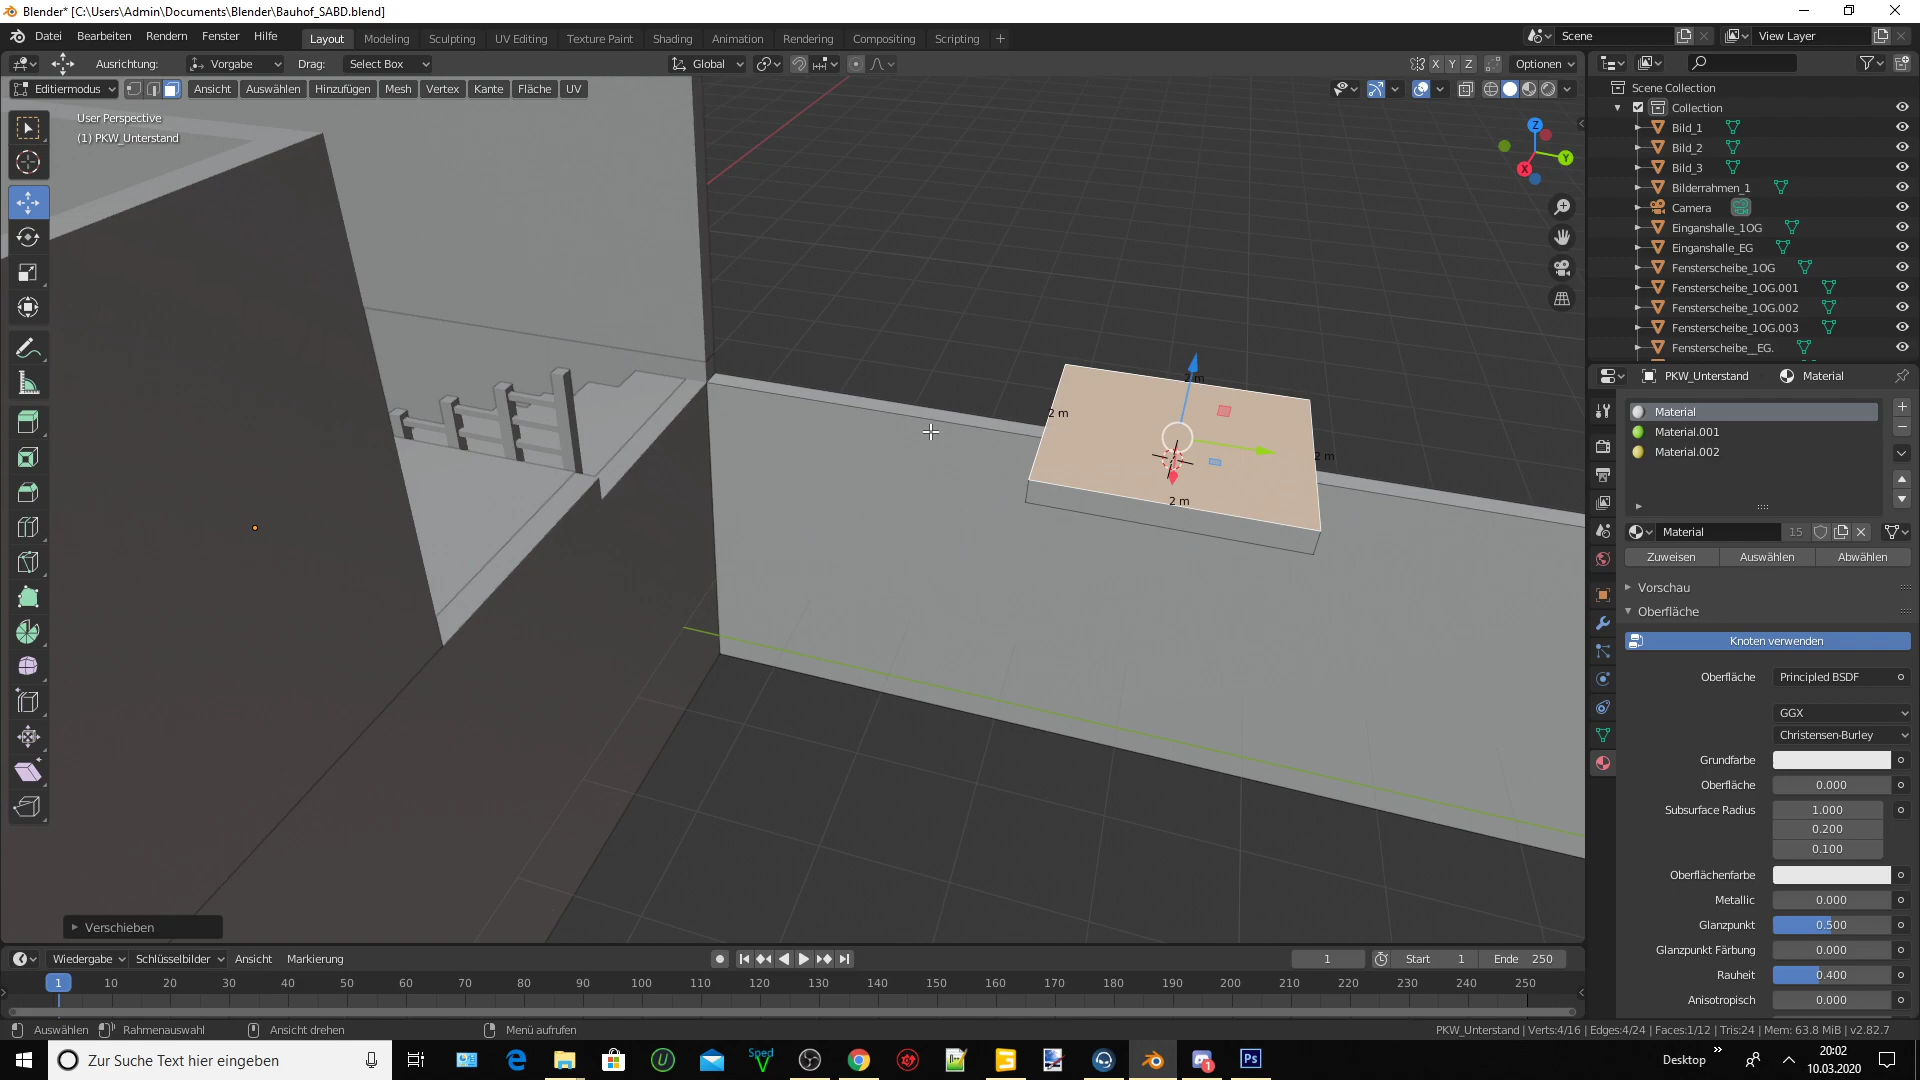 Blender* [C:\Users\Admin\Documents\Blender\Bauhof_SABD.blend]
Datei Bearbeiten Rendern Fenster Hilfe Layout Modeling Sculpting UV Editing Texture Paint Shading Animation Rendering Compositing Scripting + Scene View Layer
Ausrichtung: Vorgabe Drag: Select Box Global X Y Z Optionen
Editiermodus Ansicht Auswählen Hinzufügen Mesh Vertex Kante Fläche UV
User Perspective
(1) PKW_Unterstand
Z
Y
X
2 m
2 m
2 m
2 m
Verschieben
Scene Collection
Collection
Bild_1
Bild_2
Bild_3
Bilderrahmen_1
Camera
Einganshalle_1OG
Einganshalle_EG
Fensterscheibe_1OG
Fensterscheibe_1OG.001
Fensterscheibe_1OG.002
Fensterscheibe_1OG.003
Fensterscheibe__EG.
PKW_Unterstand Material
Material
Material.001
Material.002
Material 15
Zuweisen Auswählen Abwählen
Vorschau
Oberfläche
Knoten verwenden
Oberfläche Principled BSDF
GGX
Christensen-Burley
Grundfarbe
Oberfläche 0.000
Subsurface Radius 1.000
0.200
0.100
Oberflächenfarbe
Metallic 0.000
Glanzpunkt 0.500
Glanzpunkt Färbung 0.000
Rauheit 0.400
Anisotropisch 0.000
Wiedergabe Schlüsselbilder Ansicht Markierung 1 Start 1 Ende 250
1 10 20 30 40 50 60 70 80 90 100 110 120 130 140 150 160 170 180 190 200 210 220 230 240 250
Auswählen Rahmenauswahl Ansicht drehen Menü aufrufen PKW_Unterstand | Verts:4/16 | Edges:4/24 | Faces:1/12 | Tris:24 | Mem: 63.8 MiB | v2.82.7
Zur Suche Text hier eingeben Sped V Ps Desktop » 20:02
10.03.2020